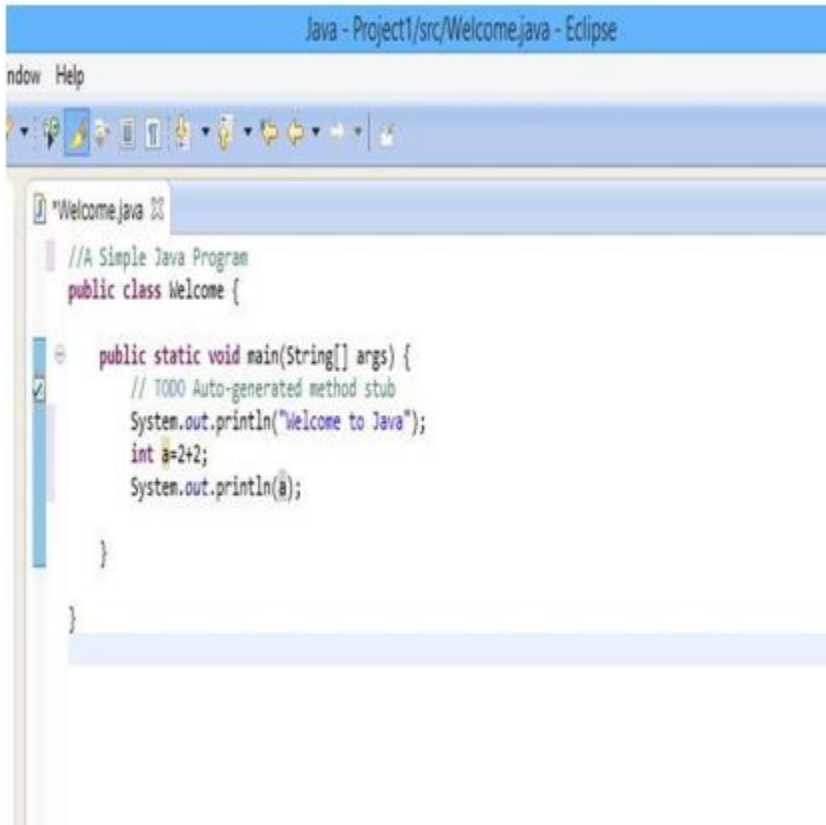 Java - Project1/src/Welcome.java - Eclipse
ndow Help
*Welcome.java
//A Simple Java Program
public class Welcome {
public static void main(String[] args) {
// TODO Auto-generated method stub
System.out.println("Welcome to Java");
int a=2+2;
System.out.println(a);
}
}